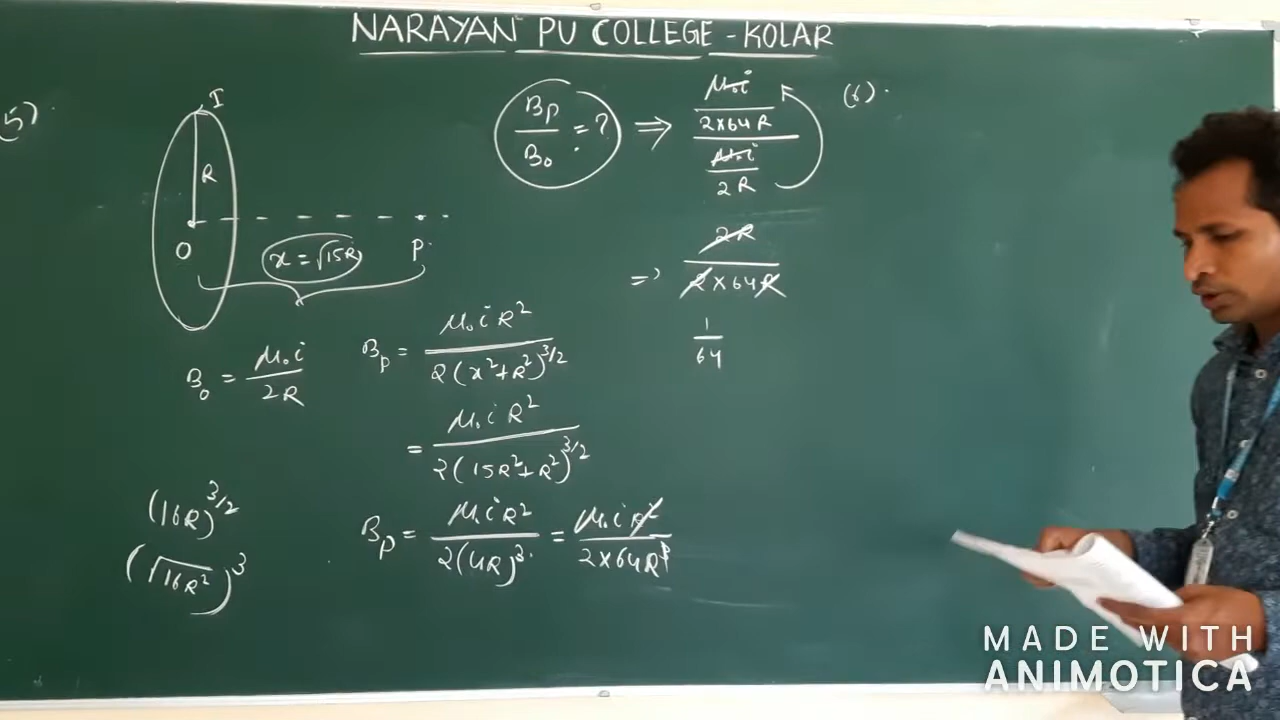 NARAYAN PU COLLEGE - KOLAR
(5)
I
R
O
x = √15R
P
B₀ = μ₀i / 2R
Bp = μ₀iR² / 2(x²+R²)^3/2
= μ₀iR² / 2(15R²+R²)^3/2
(16R)^3/2
(√16R²)³
Bp = μ₀iR² / 2(4R)³ = μ₀iR² / 2×64R³
Bp / B₀ = ? ⇒ μ₀i / 2×64R / μ₀i / 2R
⇒ 2R / 2×64R
1 / 64
(6).
MADE WITH
ANIMOTICA